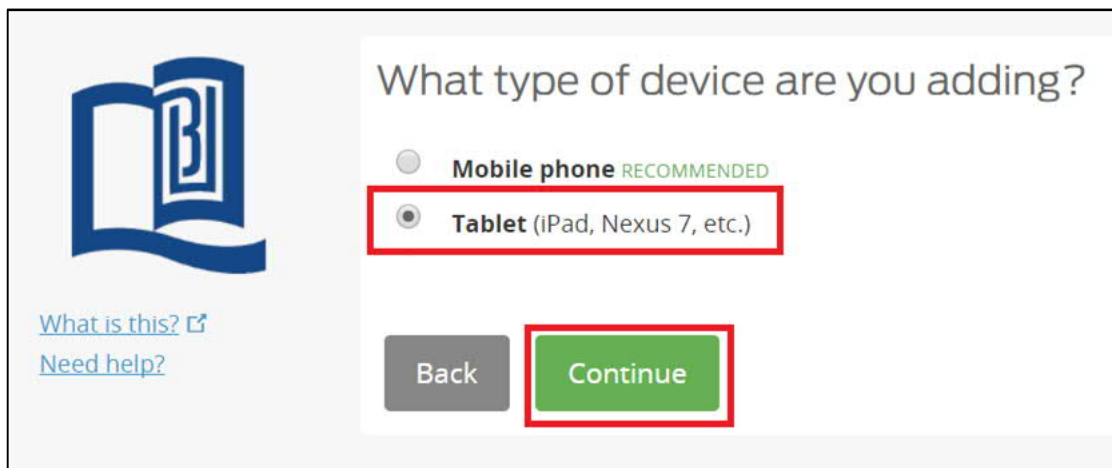 What type of device are you adding?
Mobile phone RECOMMENDED
Tablet (iPad, Nexus 7, etc.)
What is this?
Need help?
Back
Continue